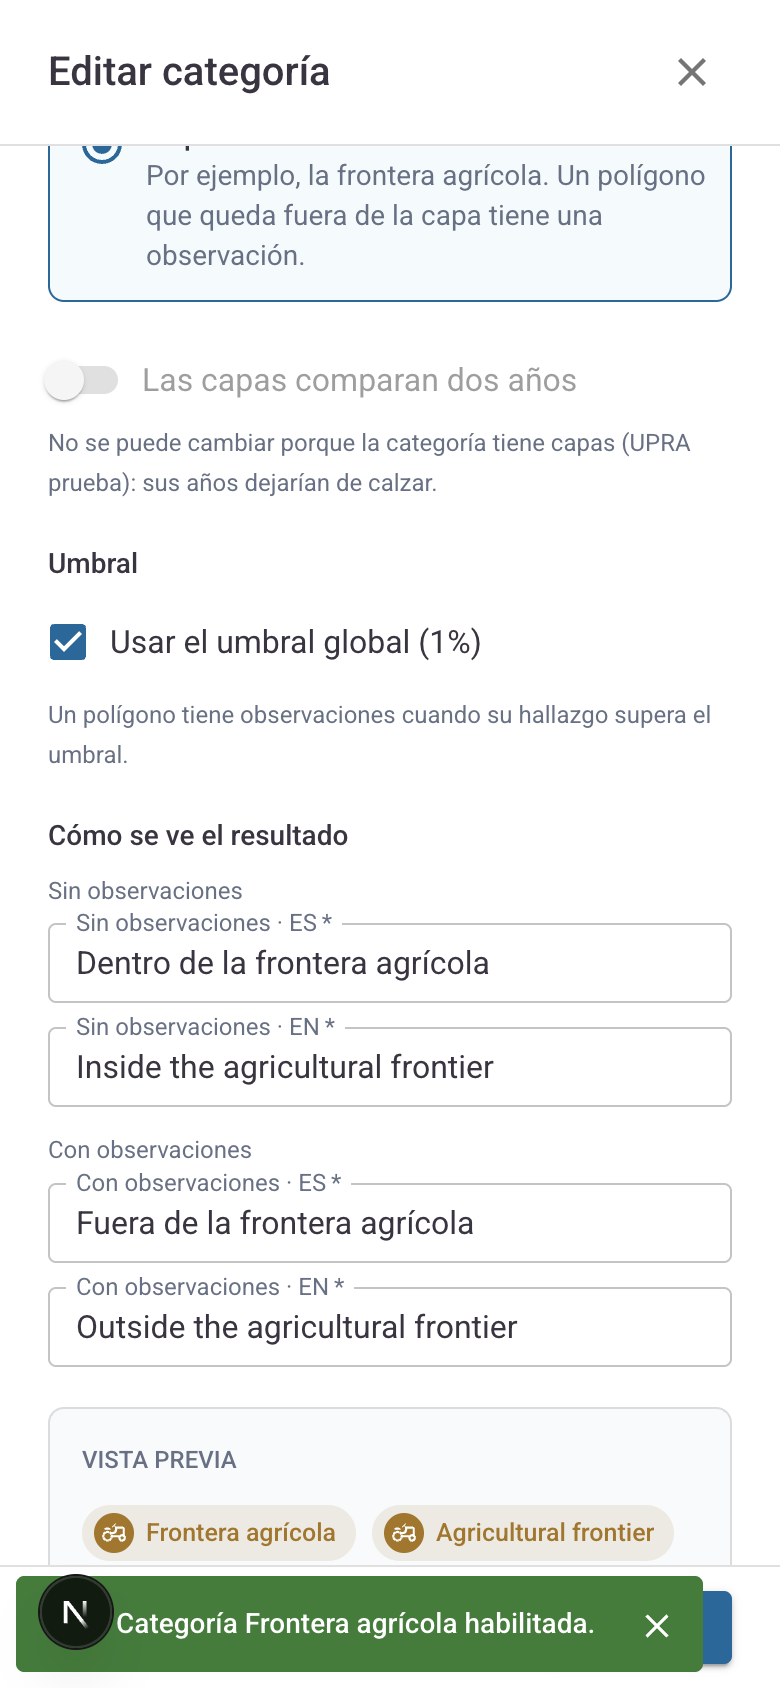 Editar categoría
Por ejemplo, la frontera agrícola. Un polígono
que queda fuera de la capa tiene una
observación.
Las capas comparan dos años
No se puede cambiar porque la categoría tiene capas (UPRA
prueba): sus años dejarían de calzar.
Umbral
Usar el umbral global (1%)
Un polígono tiene observaciones cuando su hallazgo supera el
umbral.
Cómo se ve el resultado
Sin observaciones
Sin observaciones · ES *
Dentro de la frontera agrícola
Sin observaciones · EN *
Inside the agricultural frontier
Con observaciones
Con observaciones · ES *
Fuera de la frontera agrícola
Con observaciones · EN *
Outside the agricultural frontier
VISTA PREVIA
Frontera agrícola
Agricultural frontier
N
Categoría Frontera agrícola habilitada.